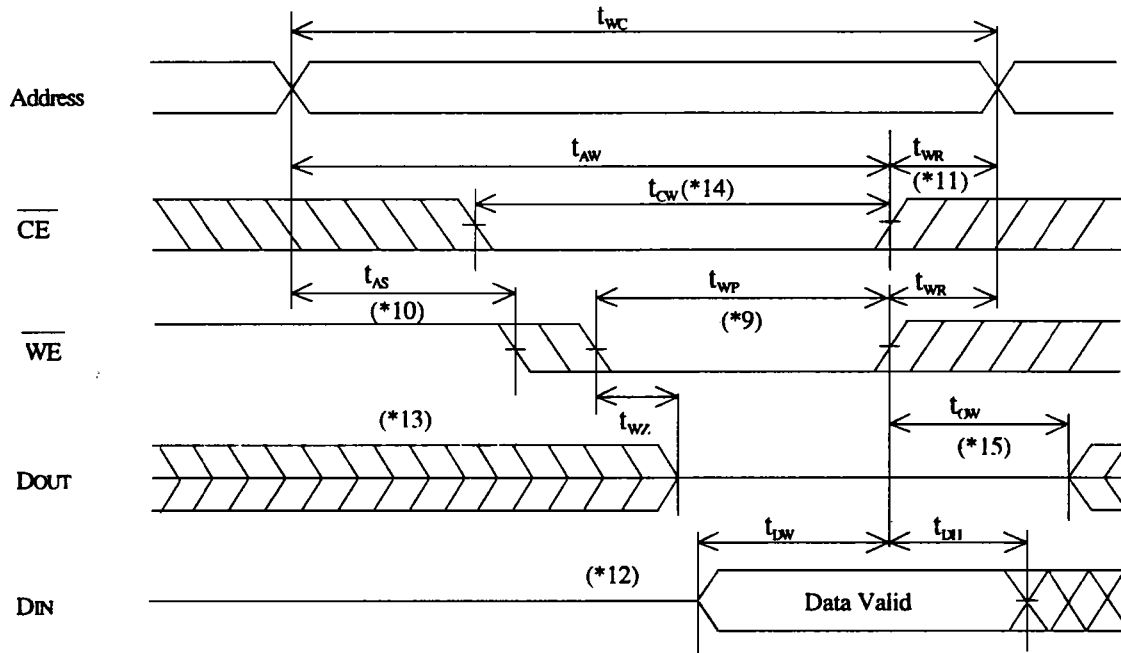 tWC
Address
tAW
tWR
tCW(*14)
(*11)
CE
tAS
tWP
tWR
(*10)
(*9)
WE
(*13)
tWZ
tOW
(*15)
DOUT
tDW
tDH
(*12)
DIN
Data Valid